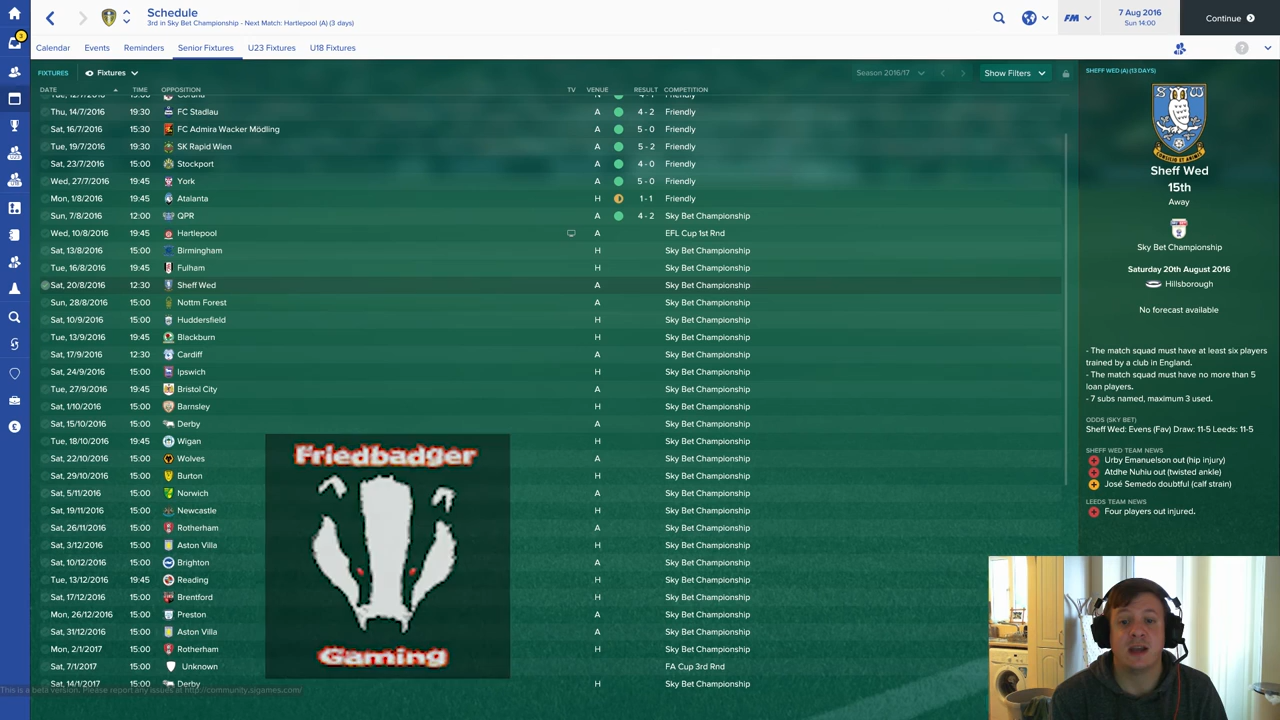 Schedule
3rd in Sky Bet Championship - Next Match: Hartlepool (A) (3 days)
FM
7 Aug 2016
Sun 14:00
Continue
3
Calendar Events Reminders Senior Fixtures U23 Fixtures U18 Fixtures
FIXTURES Fixtures Season 2016/17 Show Filters
DATE TIME OPPOSITION TV VENUE RESULT COMPETITION
Thu, 14/7/2016 19:30 FC Stadlau A 4 - 2 Friendly
Sat, 16/7/2016 15:30 FC Admira Wacker Mödling A 5 - 0 Friendly
Tue, 19/7/2016 19:30 SK Rapid Wien A 5 - 2 Friendly
Sat, 23/7/2016 15:00 Stockport A 4 - 0 Friendly
Wed, 27/7/2016 19:45 York A 5 - 0 Friendly
Mon, 1/8/2016 19:45 Atalanta H 1 - 1 Friendly
Sun, 7/8/2016 12:00 QPR A 4 - 2 Sky Bet Championship
Wed, 10/8/2016 19:45 Hartlepool A EFL Cup 1st Rnd
Sat, 13/8/2016 15:00 Birmingham H Sky Bet Championship
Tue, 16/8/2016 19:45 Fulham H Sky Bet Championship
Sat, 20/8/2016 12:30 Sheff Wed A Sky Bet Championship
Sun, 28/8/2016 15:00 Nottm Forest A Sky Bet Championship
Sat, 10/9/2016 15:00 Huddersfield H Sky Bet Championship
Tue, 13/9/2016 19:45 Blackburn H Sky Bet Championship
Sat, 17/9/2016 12:30 Cardiff A Sky Bet Championship
Sat, 24/9/2016 15:00 Ipswich H Sky Bet Championship
Tue, 27/9/2016 19:45 Bristol City A Sky Bet Championship
Sat, 1/10/2016 15:00 Barnsley H Sky Bet Championship
Sat, 15/10/2016 15:00 Derby A Sky Bet Championship
Tue, 18/10/2016 19:45 Wigan H Sky Bet Championship
Sat, 22/10/2016 15:00 Wolves A Sky Bet Championship
Sat, 29/10/2016 15:00 Burton H Sky Bet Championship
Sat, 5/11/2016 15:00 Norwich A Sky Bet Championship
Sat, 19/11/2016 15:00 Newcastle H Sky Bet Championship
Sat, 26/11/2016 15:00 Rotherham A Sky Bet Championship
Sat, 3/12/2016 15:00 Aston Villa H Sky Bet Championship
Sat, 10/12/2016 15:00 Brighton A Sky Bet Championship
Tue, 13/12/2016 19:45 Reading H Sky Bet Championship
Sat, 17/12/2016 15:00 Brentford H Sky Bet Championship
Mon, 26/12/2016 15:00 Preston A Sky Bet Championship
Sat, 31/12/2016 15:00 Aston Villa A Sky Bet Championship
Mon, 2/1/2017 15:00 Rotherham H Sky Bet Championship
Sat, 7/1/2017 15:00 Unknown FA Cup 3rd Rnd
Sat, 14/1/2017 15:00 Derby H Sky Bet Championship
This is a beta version. Please report any issues at http://community.sigames.com/
Friedbadger
Gaming
SHEFF WED (A) (13 DAYS)
Sheff Wed
15th
Away
Sky Bet Championship
Saturday 20th August 2016
Hillsborough
No forecast available
- The match squad must have at least six players
trained by a club in England.
- The match squad must have no more than 5
loan players.
- 7 subs named, maximum 3 used.
ODDS (SKY BET)
Sheff Wed: Evens (Fav) Draw: 11-5 Leeds: 11-5
SHEFF WED TEAM NEWS
Urby Emanuelson out (hip injury)
Atdhe Nuhiu out (twisted ankle)
José Semedo doubtful (calf strain)
LEEDS TEAM NEWS
Four players out injured.